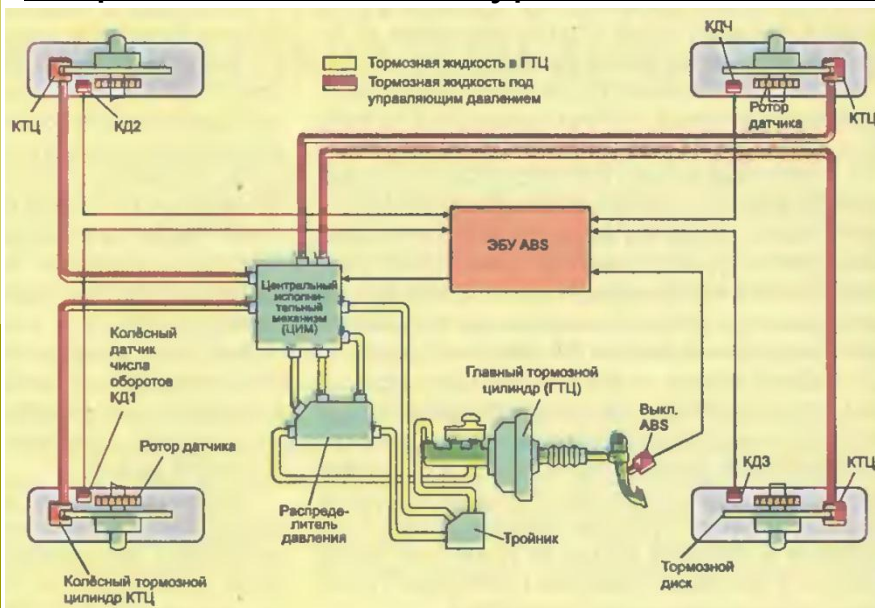 КДЧ
Тормозная жидкость в ГТЦ
Тормозная жидкость под
управляющим давлением
КТЦ
КД2
Ротор
датчика
КТЦ
ЭБУ ABS
Центральный
исполни-
тельный
механизм
(ЦИМ)
Колёсный
датчик
числа
оборотов
КД1
Главный тормозной
цилиндр (ГТЦ)
Выкл.
ABS
Ротор датчика
КД3
КТЦ
Распреде-
литель
давления
Тройник
Тормозной
диск
Колёсный тормозной
цилиндр КТЦ